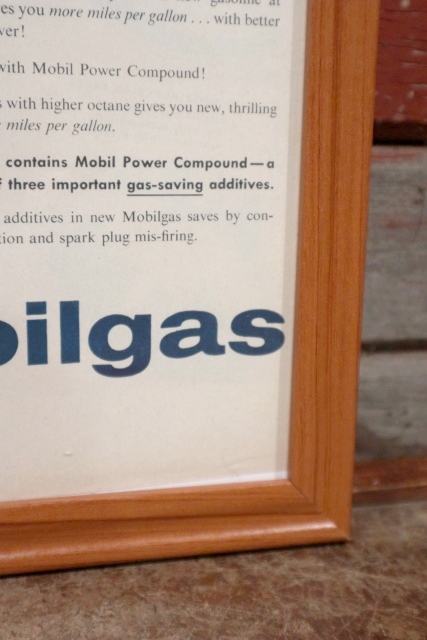 es you more miles per gallon . . . with better
ver!
with Mobil Power Compound!
s with higher octane gives you new, thrilling
miles per gallon.
contains Mobil Power Compound—a
f three important gas-saving additives.
additives in new Mobilgas saves by con-
tion and spark plug mis-firing.
bilgas